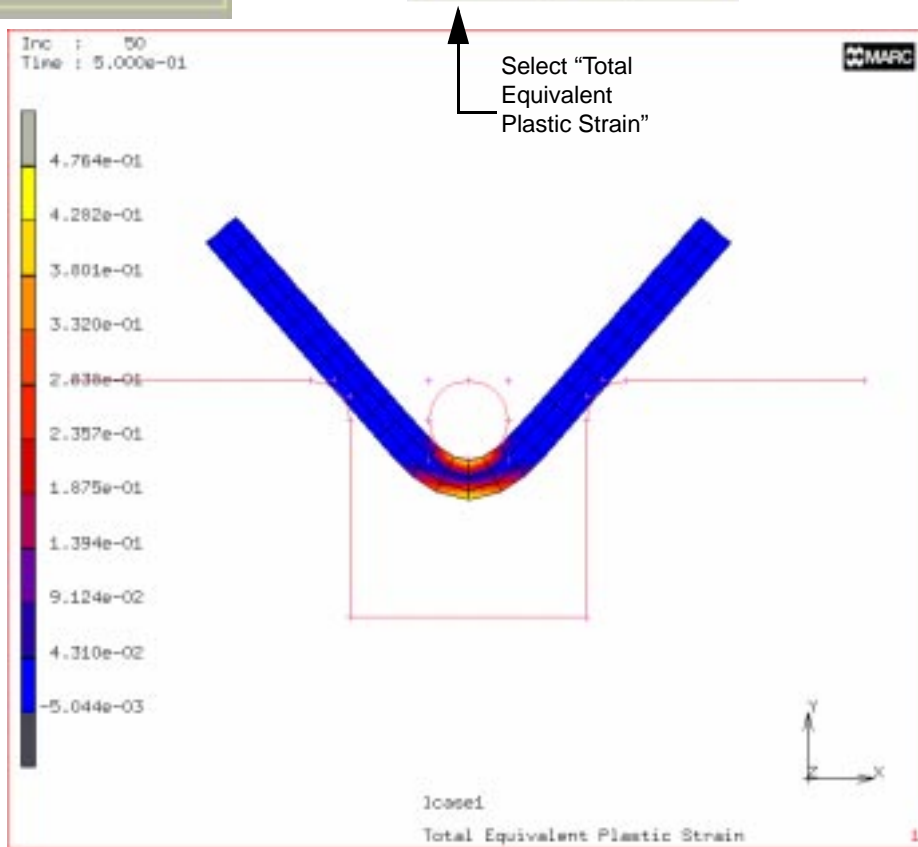 Inc : 50
Time : 5.000e-01
MARC
Select “Total
Equivalent
Plastic Strain”
4.764e-01
4.282e-01
3.801e-01
3.320e-01
2.838e-01
2.357e-01
1.875e-01
1.394e-01
9.124e-02
4.310e-02
-5.044e-03
Y
Z X
lcase1
Total Equivalent Plastic Strain 1